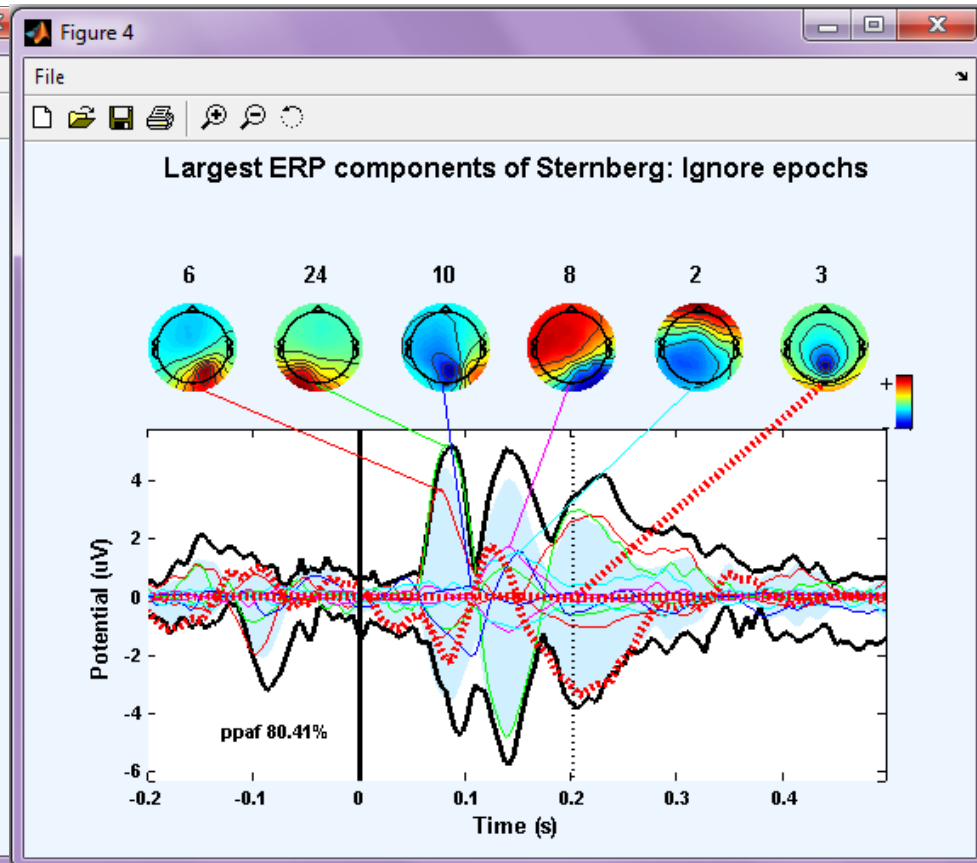 Figure 4
File
Largest ERP components of Sternberg: Ignore epochs
6 24 10 8 2 3
+
-
4
2
0
-2
-4
-6
Potential (uV)
ppaf 80.41%
-0.2 -0.1 0 0.1 0.2 0.3 0.4
Time (s)